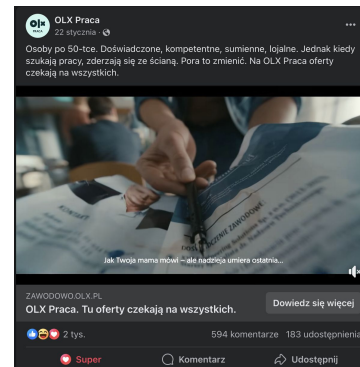 OLX Praca
22 stycznia ·
Osoby po 50-tce. Doświadczone, kompetentne, sumienne, lojalne. Jednak kiedy
szukają pracy, zderzają się ze ścianą. Pora to zmienić. Na OLX Praca oferty
czekają na wszystkich.
KONTAKT
DOŚWIADCZENIE ZAWODOWE
Jak Twoja mama mówi – ale nadzieja umiera ostatnia...
ZAWODOWO.OLX.PL
OLX Praca. Tu oferty czekają na wszystkich.
Dowiedz się więcej
2 tys.
594 komentarze 183 udostępnienia
Super
Komentarz
Udostępnij